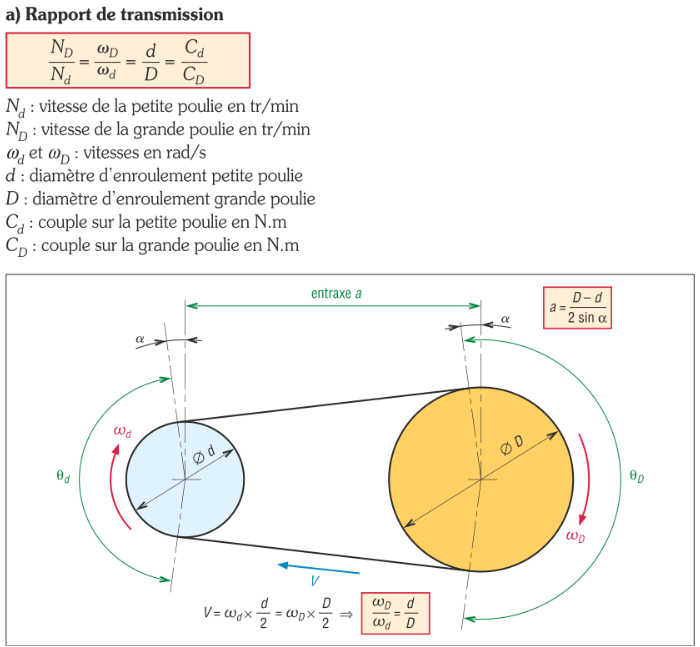 a) Rapport de transmission
N_D/N_d = ω_D/ω_d = d/D = C_d/C_D
N_d : vitesse de la petite poulie en tr/min
N_D : vitesse de la grande poulie en tr/min
ω_d et ω_D : vitesses en rad/s
d : diamètre d'enroulement petite poulie
D : diamètre d'enroulement grande poulie
C_d : couple sur la petite poulie en N.m
C_D : couple sur la grande poulie en N.m
entraxe a
a = (D – d)/(2 sin α)
α
α
ω_d
Ø d
Ø D
θ_d
θ_D
ω_D
V
V = ω_d × d/2 = ω_D × D/2 ⇒ ω_D/ω_d = d/D